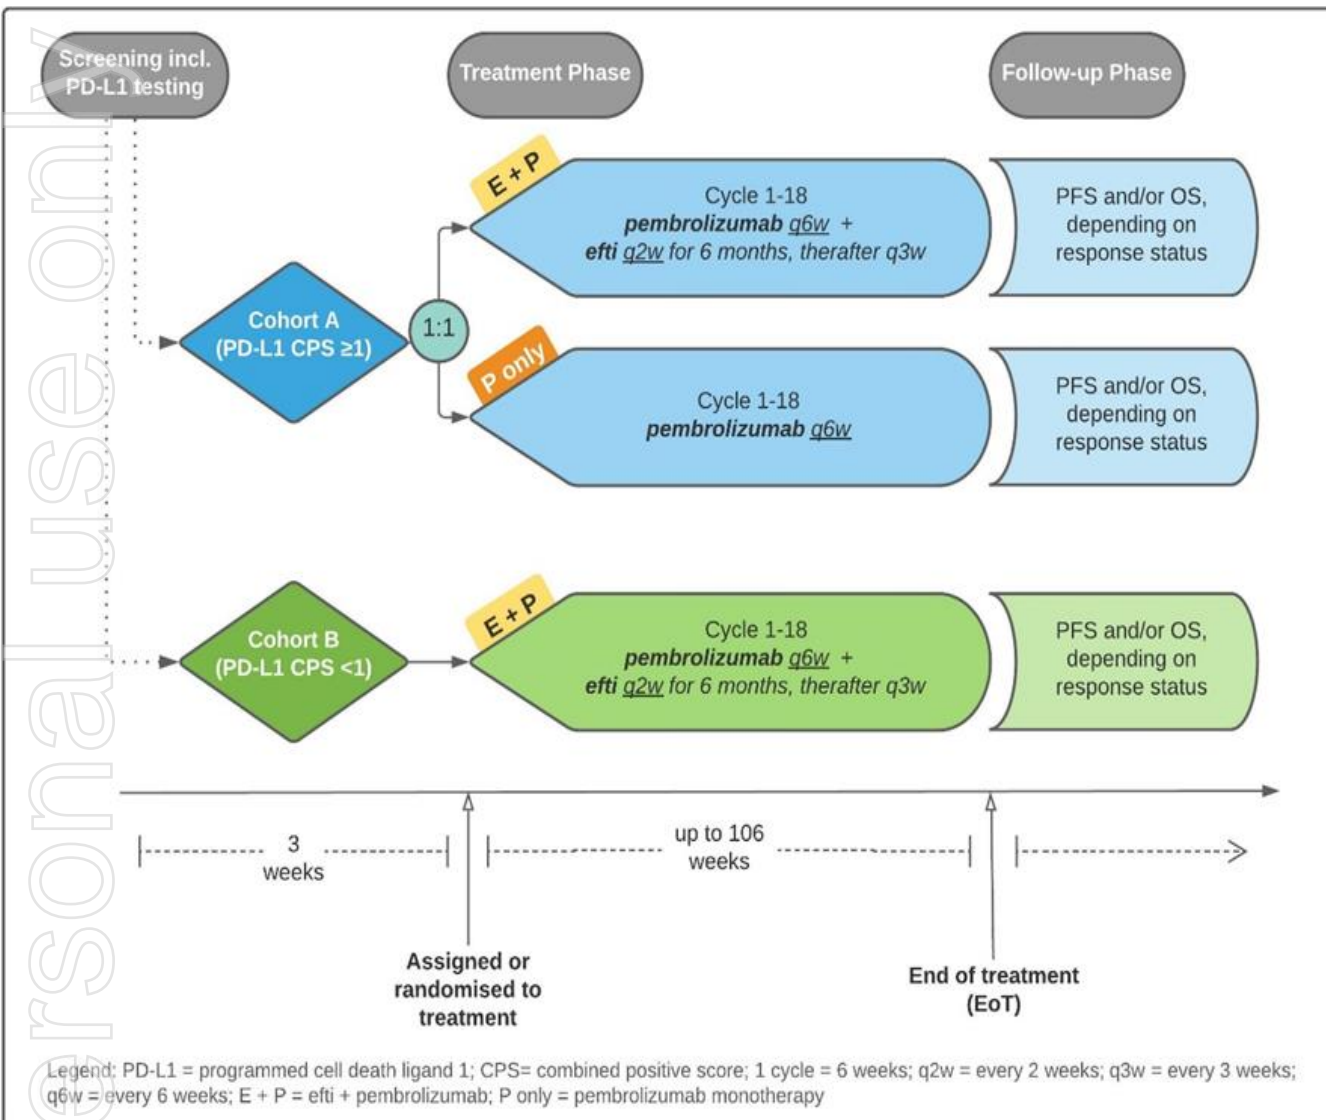 Screening incl.
PD-L1 testing
Treatment Phase
Follow-up Phase
E + P
Cycle 1-18
pembrolizumab q6w +
efti q2w for 6 months, therafter q3w
PFS and/or OS,
depending on
response status
Cohort A
(PD-L1 CPS ≥1)
1:1
P only
Cycle 1-18
pembrolizumab q6w
PFS and/or OS,
depending on
response status
Cohort B
(PD-L1 CPS <1)
E + P
Cycle 1-18
pembrolizumab q6w +
efti q2w for 6 months, therafter q3w
PFS and/or OS,
depending on
response status
3
weeks
up to 106
weeks
Assigned or
randomised to
treatment
End of treatment
(EoT)
Legend: PD-L1 = programmed cell death ligand 1; CPS= combined positive score; 1 cycle = 6 weeks; q2w = every 2 weeks; q3w = every 3 weeks;
q6w = every 6 weeks; E + P = efti + pembrolizumab; P only = pembrolizumab monotherapy
ersonal use only